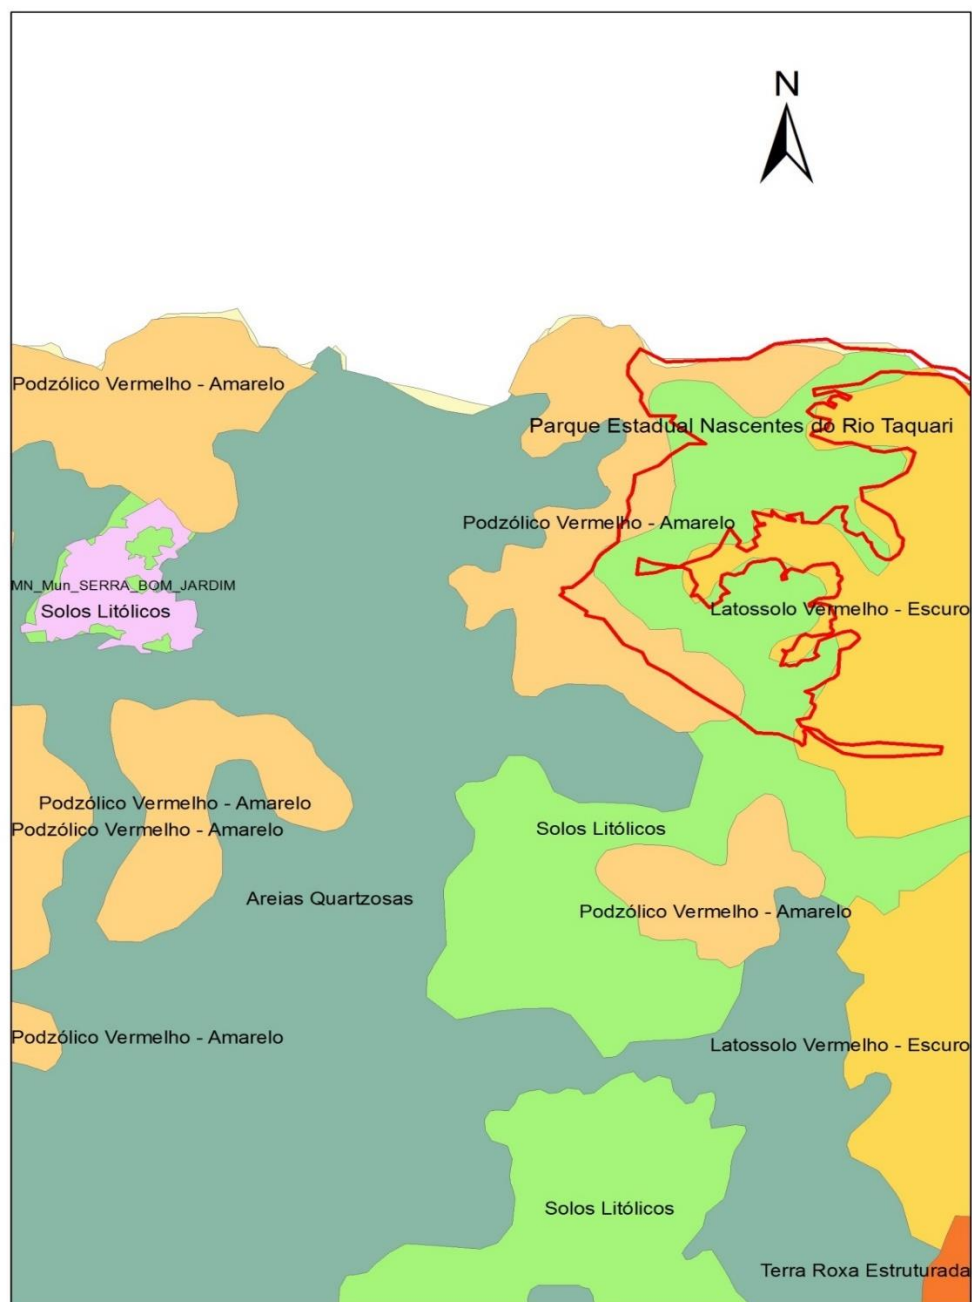 N
Podzólico Vermelho - Amarelo
Parque Estadual Nascentes do Rio Taquari
Podzólico Vermelho - Amarelo
MN_Mun_SERRA_BOM_JARDIM
Solos Litólicos
Latossolo Vermelho - Escuro
Podzólico Vermelho - Amarelo
Solos Litólicos
Podzólico Vermelho - Amarelo
Areias Quartzosas
Podzólico Vermelho - Amarelo
Podzólico Vermelho - Amarelo
Latossolo Vermelho - Escuro
Solos Litólicos
Terra Roxa Estruturada